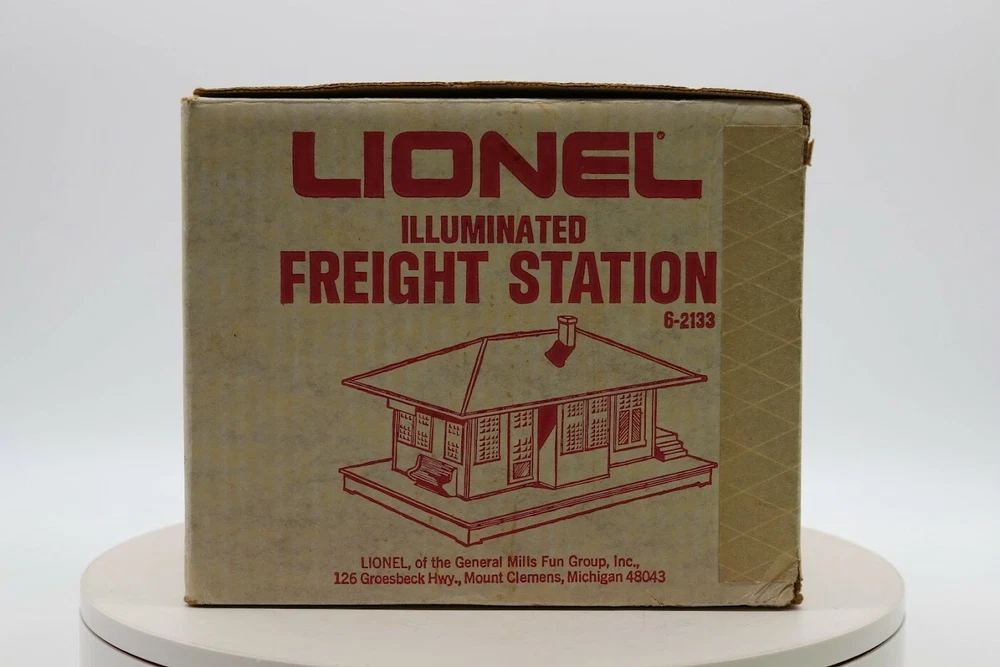 LIONEL®
ILLUMINATED
FREIGHT STATION
6-2133
LIONEL, of the General Mills Fun Group, Inc.,
126 Groesbeck Hwy., Mount Clemens, Michigan 48043